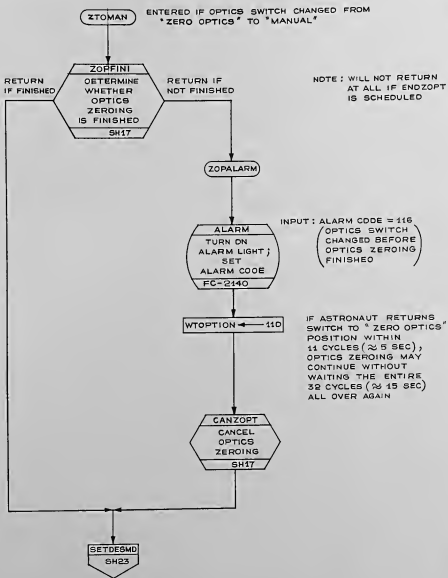 ZTOMAN
ENTERED IF OPTICS SWITCH CHANGED FROM
"ZERO OPTICS" TO "MANUAL"
ZOPFINI
RETURN
IF FINISHED
DETERMINE
WHETHER
OPTICS
ZEROING
IS FINISHED
RETURN IF
NOT FINISHED
SH17
NOTE : WILL NOT RETURN
AT ALL IF ENDZOPT
IS SCHEDULED
ZOPALARM
ALARM
TURN ON
ALARM LIGHT;
SET
ALARM CODE
FC-2140
INPUT : ALARM CODE = 116
(OPTICS SWITCH
CHANGED BEFORE
OPTICS ZEROING
FINISHED)
WTOPTION ← 11D
IF ASTRONAUT RETURNS
SWITCH TO "ZERO OPTICS"
POSITION WITHIN
11 CYCLES (≈ 5 SEC),
OPTICS ZEROING MAY
CONTINUE WITHOUT
WAITING THE ENTIRE
32 CYCLES (≈ 15 SEC)
ALL OVER AGAIN
CANZOPT
CANCEL
OPTICS
ZEROING
SH17
SETDESMD
SH23